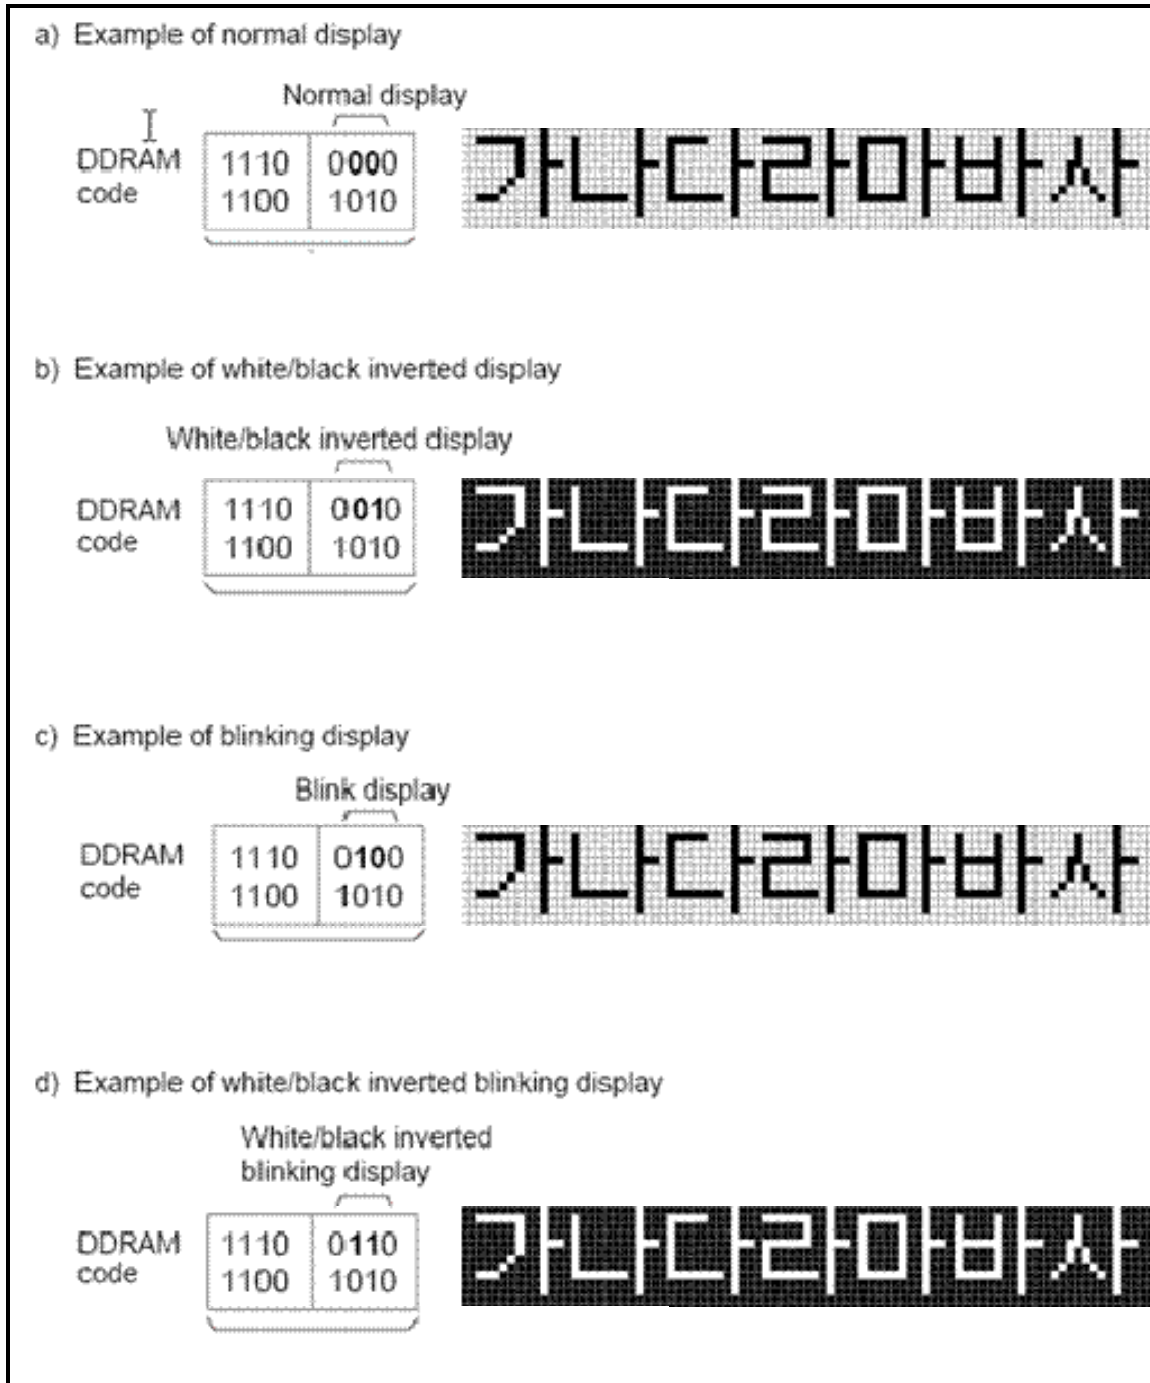 a) Example of normal display
Normal display
DDRAM code
1110 0000
1100 1010
가나다라마바사
b) Example of white/black inverted display
White/black inverted display
DDRAM code
1110 0010
1100 1010
가나다라마바사
c) Example of blinking display
Blink display
DDRAM code
1110 0100
1100 1010
가나다라마바사
d) Example of white/black inverted blinking display
White/black inverted
blinking display
DDRAM code
1110 0110
1100 1010
가나다라마바사